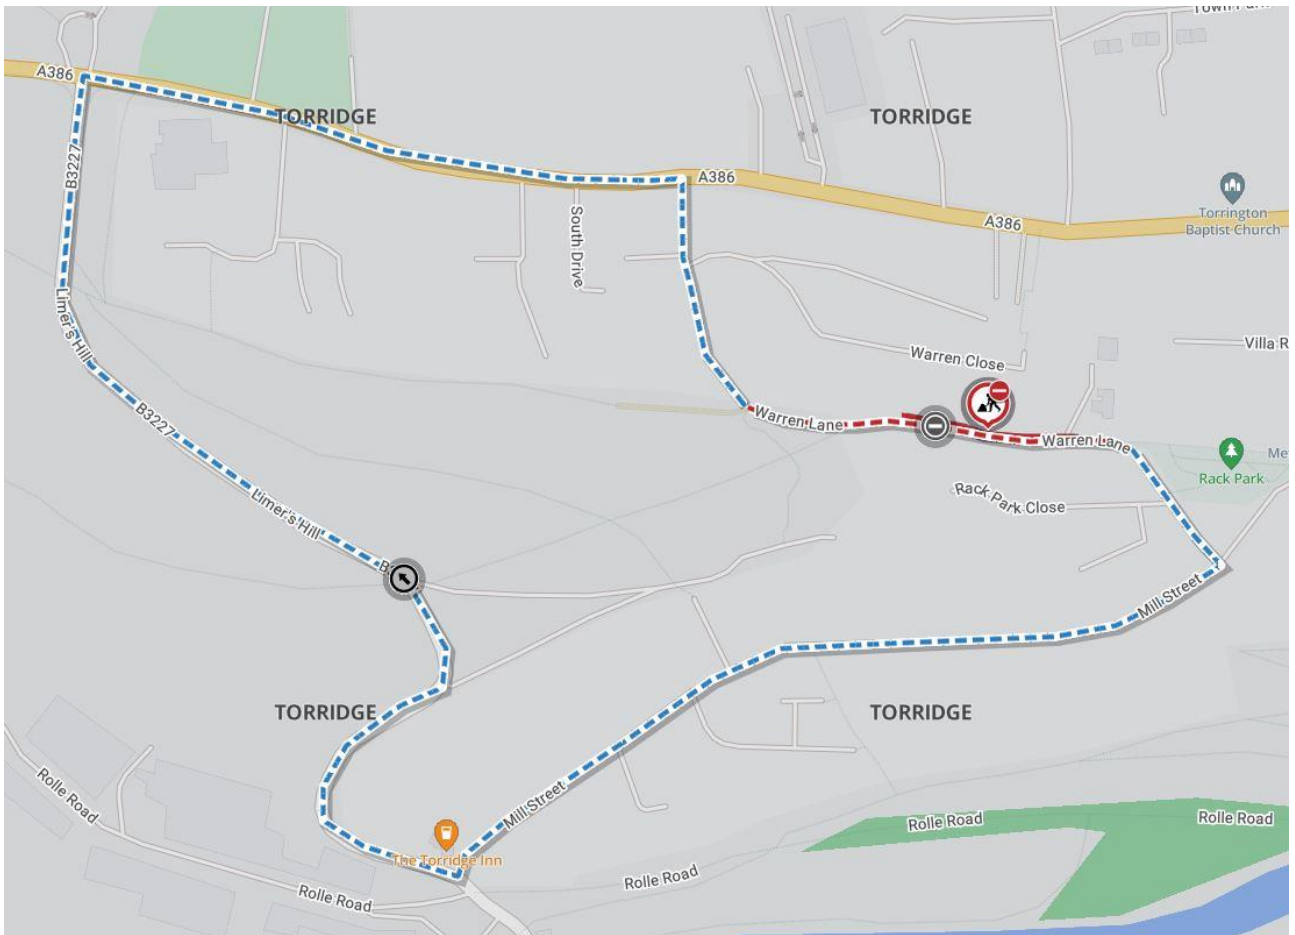 Town Park
A386
TORRIDGE
TORRIDGE
B3227
A386
A386
Torrington
Baptist Church
South Drive
Limer's Hill
Warren Close
Villa R
Warren Lane
Warren Lane
B3227
Rack Park
Limer's Hill
Rack Park Close
Mill Street
TORRIDGE
TORRIDGE
Rolle Road
Mill Street
Rolle Road
Rolle Road
The Torridge Inn
Rolle Road
Rolle Road